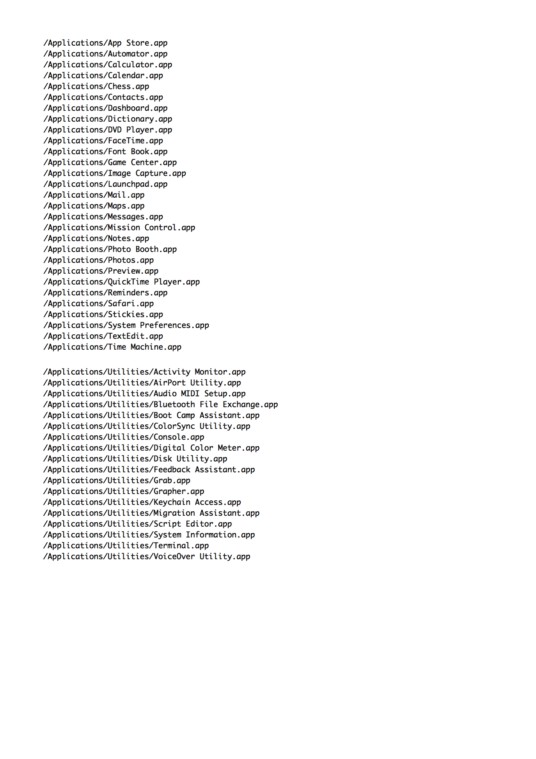 /Applications/App Store.app
/Applications/Automator.app
/Applications/Calculator.app
/Applications/Calendar.app
/Applications/Chess.app
/Applications/Contacts.app
/Applications/Dashboard.app
/Applications/Dictionary.app
/Applications/DVD Player.app
/Applications/FaceTime.app
/Applications/Font Book.app
/Applications/Game Center.app
/Applications/Image Capture.app
/Applications/Launchpad.app
/Applications/Mail.app
/Applications/Maps.app
/Applications/Messages.app
/Applications/Mission Control.app
/Applications/Notes.app
/Applications/Photo Booth.app
/Applications/Photos.app
/Applications/Preview.app
/Applications/QuickTime Player.app
/Applications/Reminders.app
/Applications/Safari.app
/Applications/Stickies.app
/Applications/System Preferences.app
/Applications/TextEdit.app
/Applications/Time Machine.app
/Applications/Utilities/Activity Monitor.app
/Applications/Utilities/AirPort Utility.app
/Applications/Utilities/Audio MIDI Setup.app
/Applications/Utilities/Bluetooth File Exchange.app
/Applications/Utilities/Boot Camp Assistant.app
/Applications/Utilities/ColorSync Utility.app
/Applications/Utilities/Console.app
/Applications/Utilities/Digital Color Meter.app
/Applications/Utilities/Disk Utility.app
/Applications/Utilities/Feedback Assistant.app
/Applications/Utilities/Grab.app
/Applications/Utilities/Grapher.app
/Applications/Utilities/Keychain Access.app
/Applications/Utilities/Migration Assistant.app
/Applications/Utilities/Script Editor.app
/Applications/Utilities/System Information.app
/Applications/Utilities/Terminal.app
/Applications/Utilities/VoiceOver Utility.app